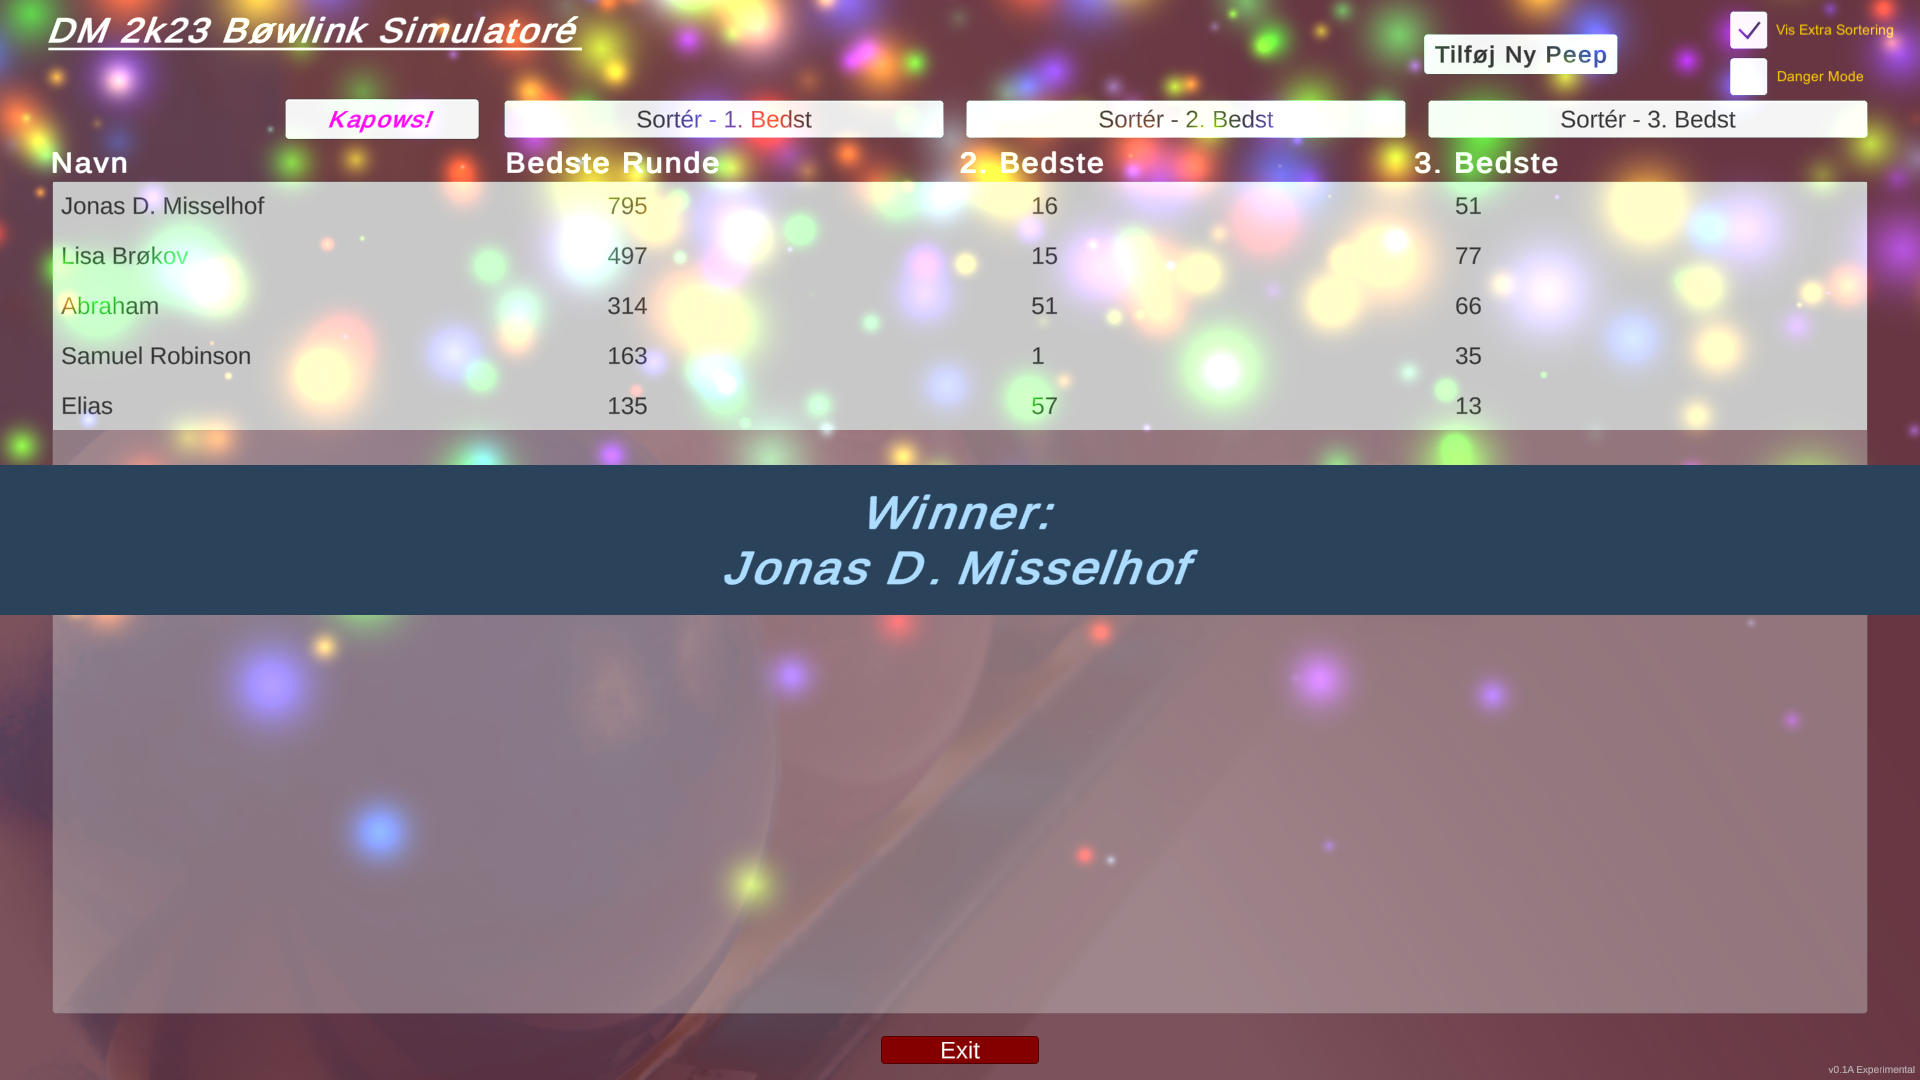 DM 2k23 Bøwlink Simulatoré
Tilføj Ny Peep
Vis Extra Sortering
Danger Mode
Kapows!
Sortér - 1. Bedst
Sortér - 2. Bedst
Sortér - 3. Bedst
Navn Bedste Runde 2. Bedste 3. Bedste
Jonas D. Misselhof 795 16 51
Lisa Brøkov 497 15 77
Abraham 314 51 66
Samuel Robinson 163 1 35
Elias 135 57 13
Winner:
Jonas D. Misselhof
Exit
v0.1A Experimental